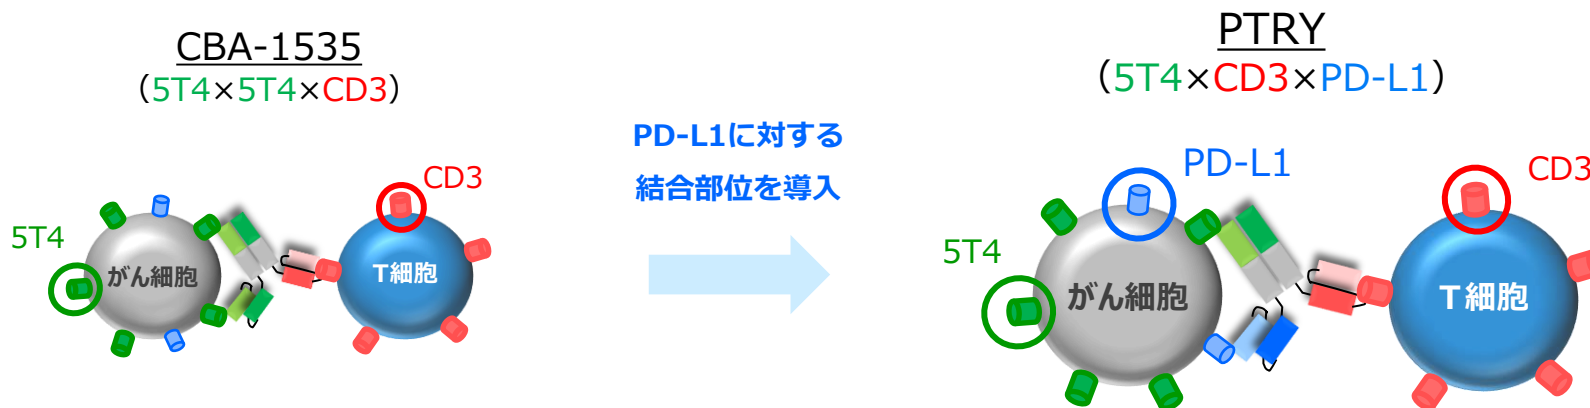 CBA-1535
（5T4×5T4×CD3）
CD3
5T4
がん細胞
T細胞
PD-L1に対する
結合部位を導入
PTRY
（5T4×CD3×PD-L1）
PD-L1
CD3
5T4
がん細胞
Ｔ細胞